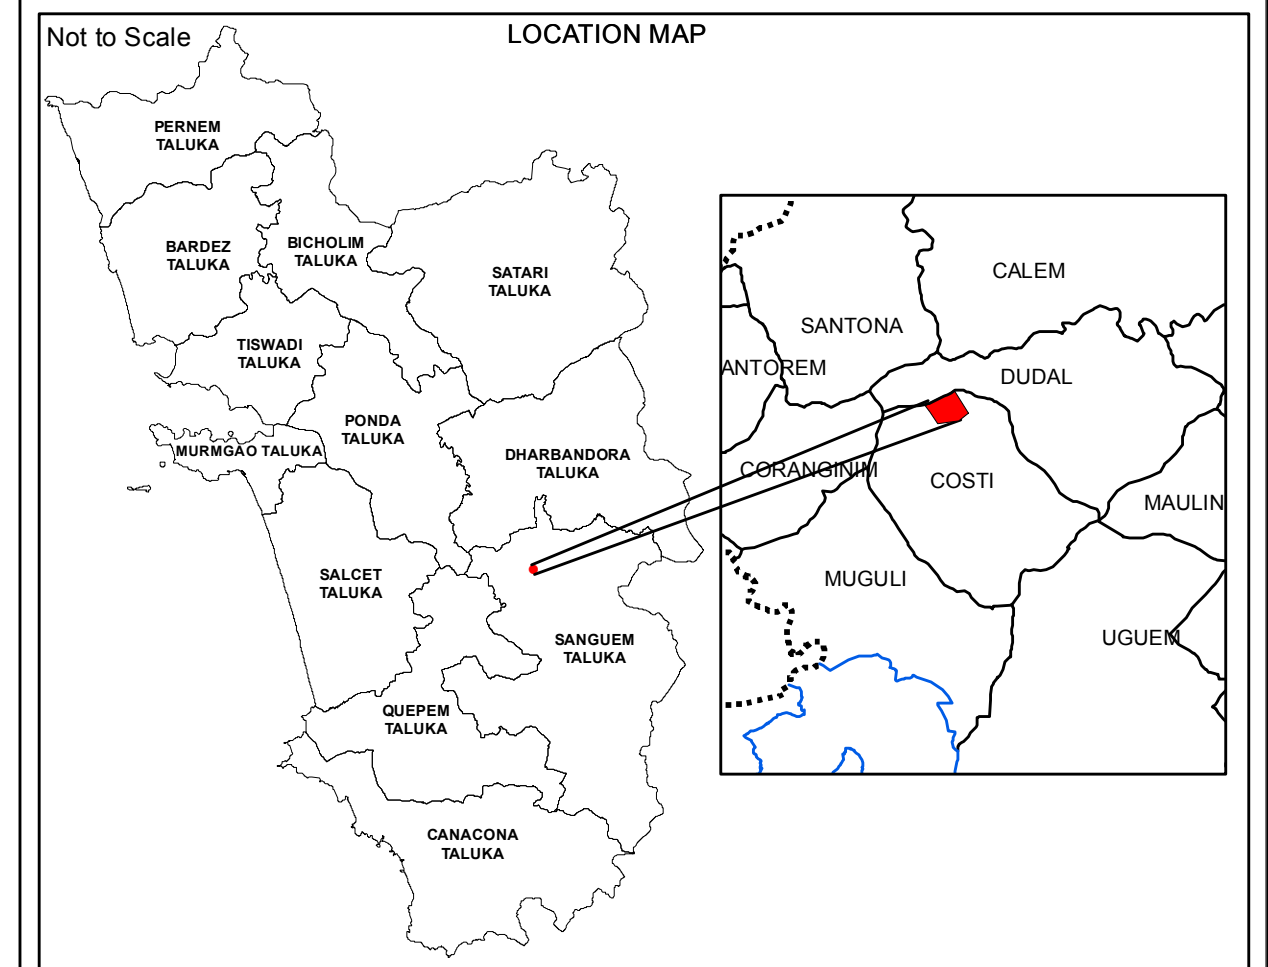 Not to Scale
LOCATION MAP
PERNEM
TALUKA
BARDEZ
TALUKA
BICHOLIM
TALUKA
SATARI
TALUKA
TISWADI
TALUKA
PONDA
TALUKA
MURMGAO TALUKA
DHARBANDORA
TALUKA
SALCET
TALUKA
SANGUEM
TALUKA
QUEPEM
TALUKA
CANACONA
TALUKA
CALEM
SANTONA
ANTOREM
DUDAL
CORANGINIM
COSTI
MAULIN
MUGULI
UGUEM